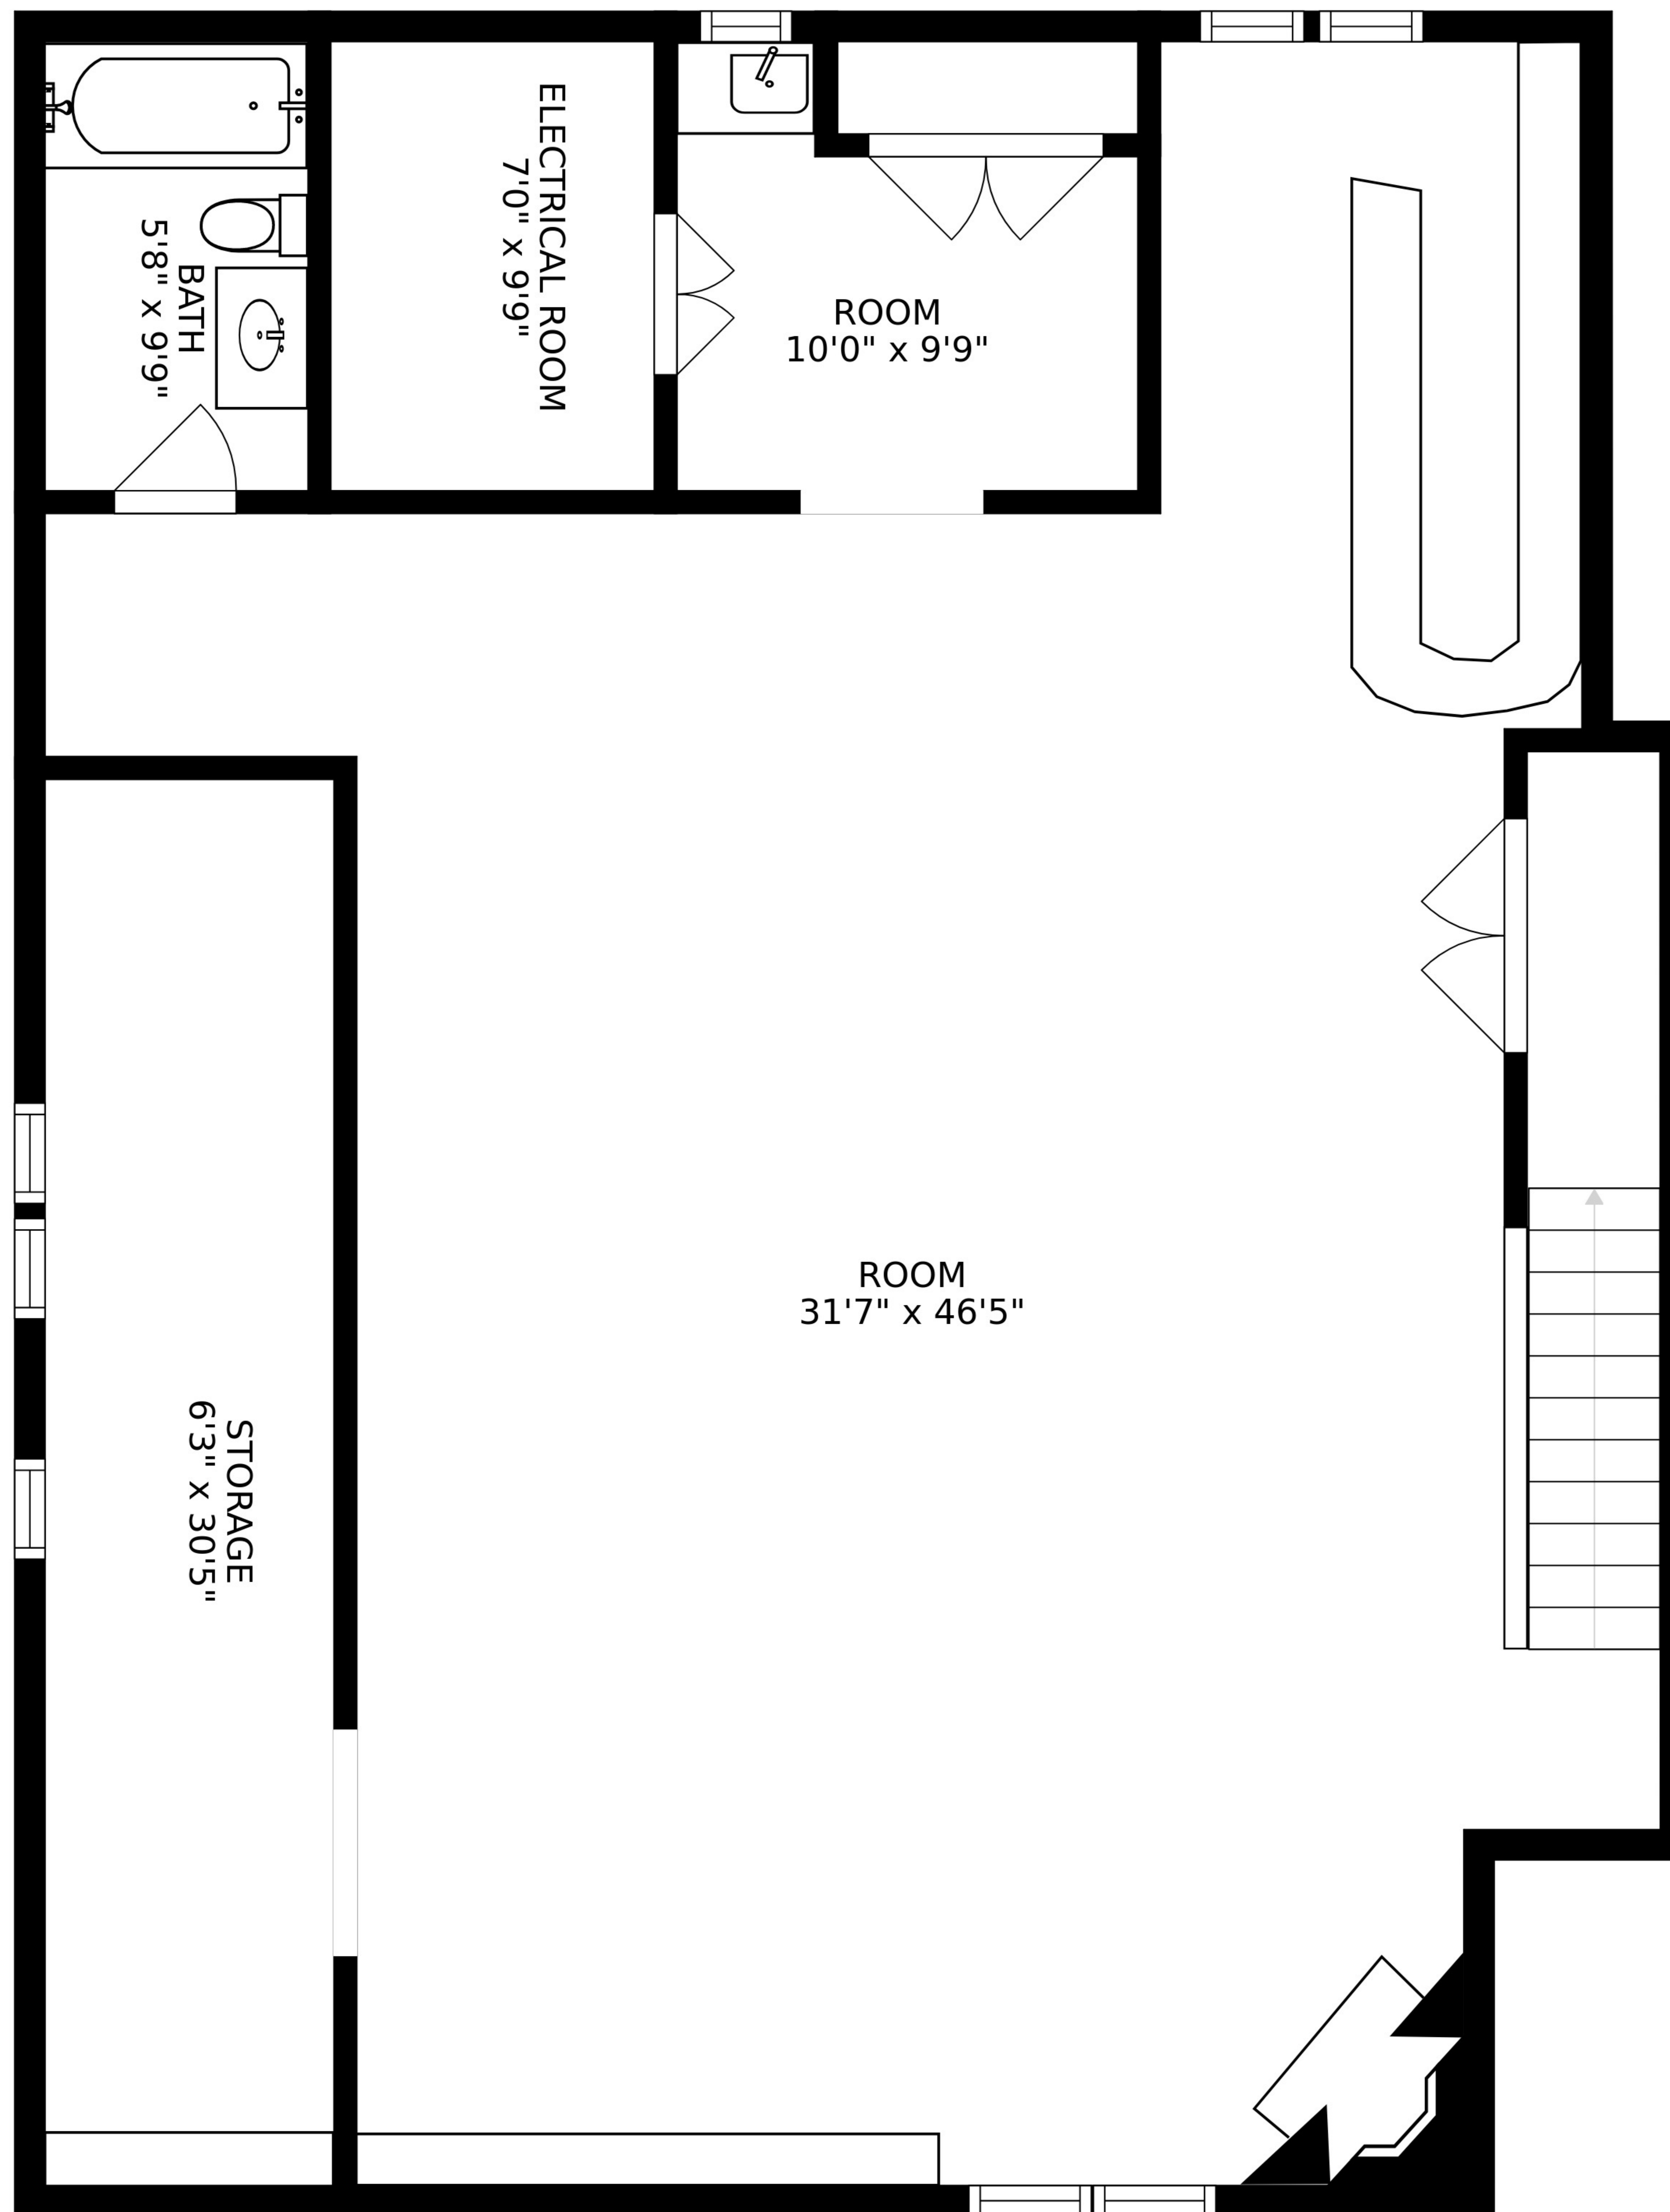 ELECTRICAL ROOM
7'0" x 9'9"
BATH
5'8" x 9'9"
ROOM
10'0" x 9'9"
ROOM
31'7" x 46'5"
STORAGE
6'3" x 30'5"